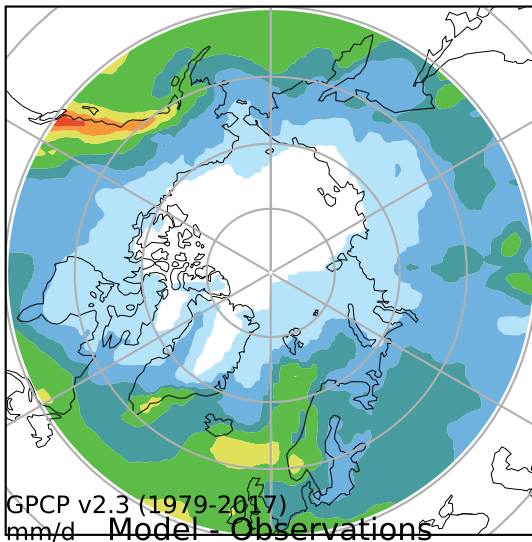 GPCP v2.3 (1979-2017)
mm/d Model - Observations